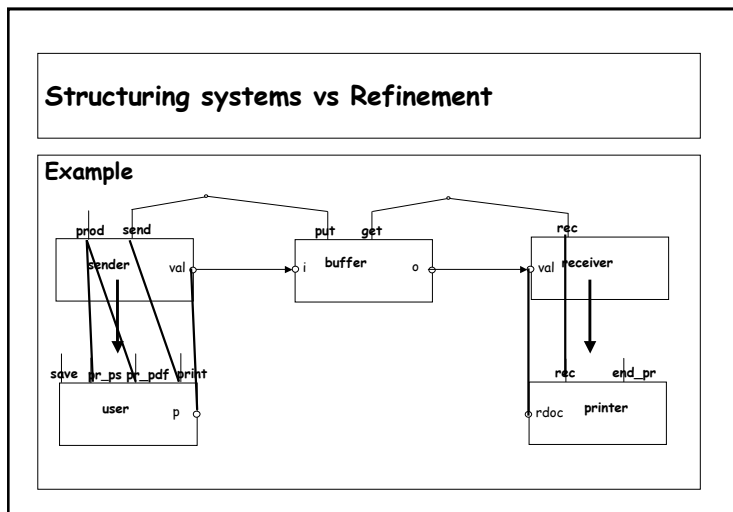 Structuring systems vs Refinement
Example
prod send
put get
rec
sender
val
i
buffer
o
val
receiver
save pr_ps pr_pdf print
rec end_pr
user
p
rdoc
printer